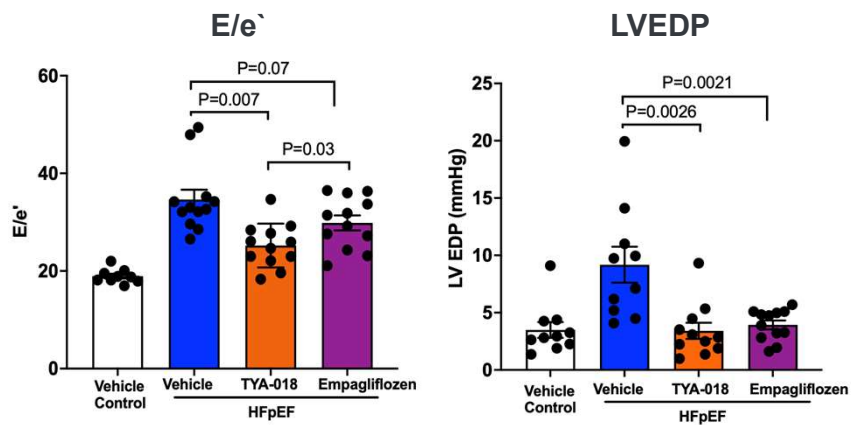 E/e`
LVEDP
60
40
20
0
E/e'
P=0.07
P=0.007
P=0.03
Vehicle
Control
Vehicle
TYA-018
Empagliflozen
HFpEF
25
20
15
10
5
0
LV EDP (mmHg)
P=0.0021
P=0.0026
Vehicle
Control
Vehicle
TYA-018
Empagliflozen
HFpEF